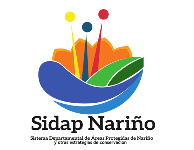 Sidap Nariño
Sistema Departamental de Áreas Protegidas de Nariño
y otras estrategias de conservación